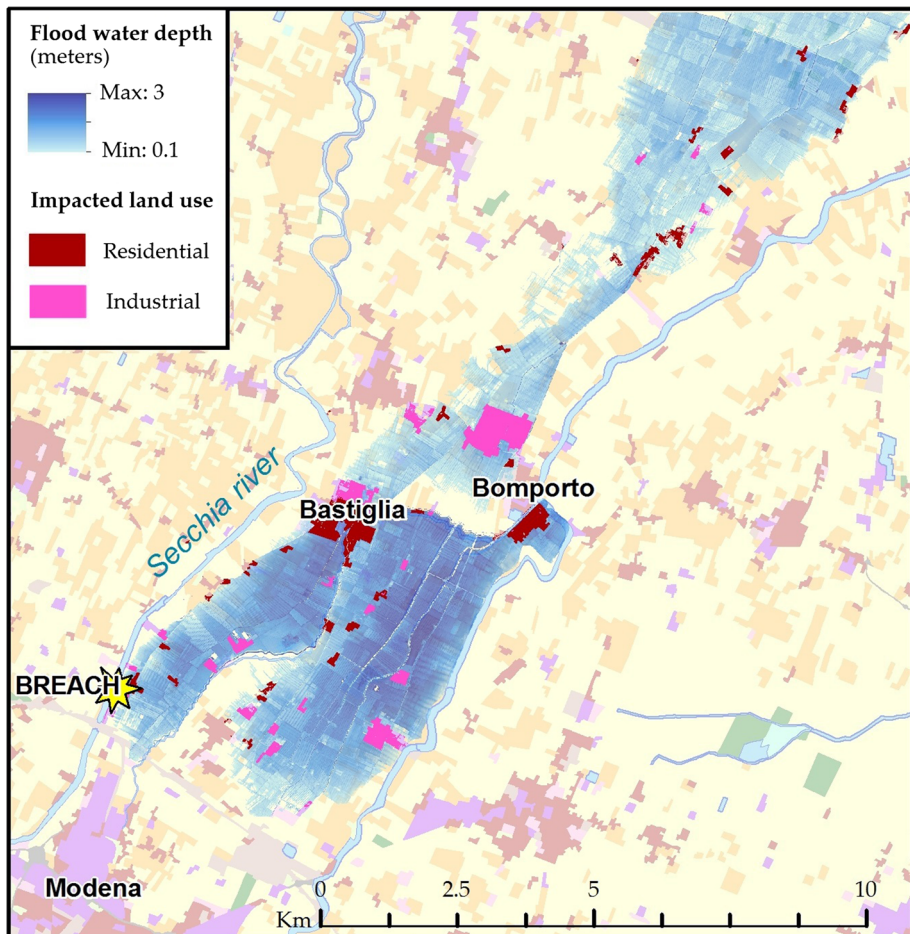 Flood water depth
(meters)
Max: 3
Min: 0.1
Impacted land use
Residential
Industrial
Secchia river
Bomporto
Bastiglia
BREACH
Modena
0 2.5 5 10
Km